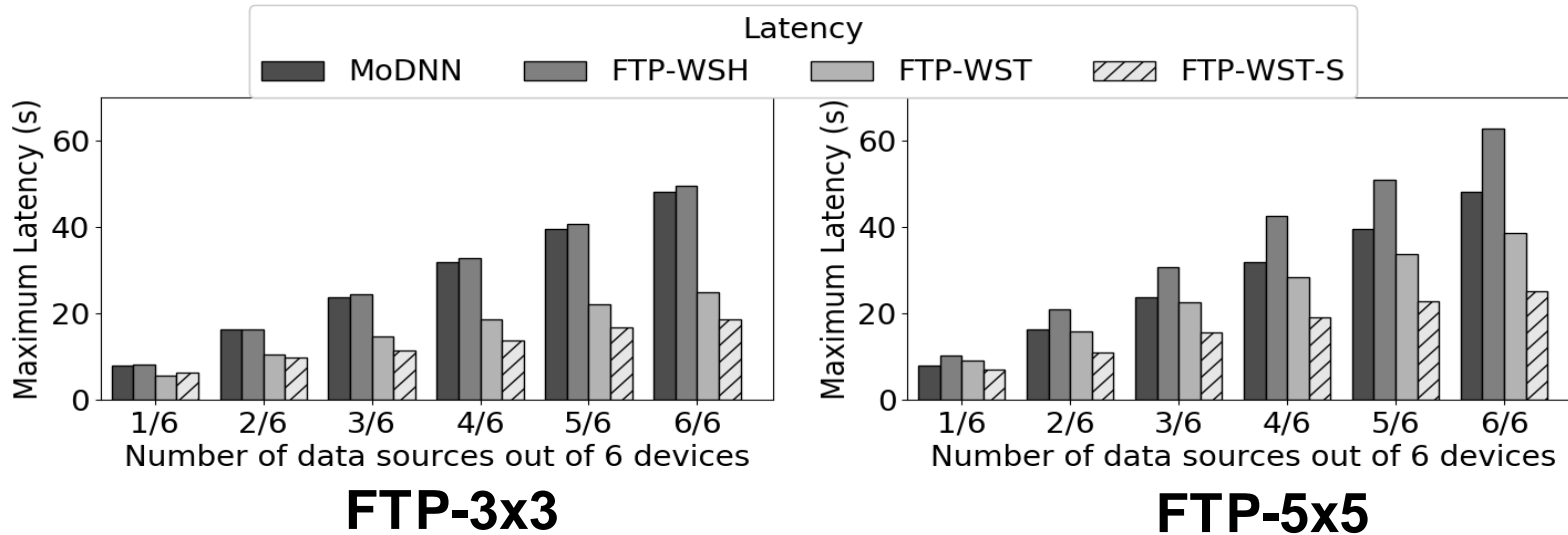 Latency
MoDNN FTP-WSH FTP-WST FTP-WST-S
Maximum Latency (s)
60
40
20
0
1/6 2/6 3/6 4/6 5/6 6/6
Number of data sources out of 6 devices
FTP-3x3
Maximum Latency (s)
60
40
20
0
1/6 2/6 3/6 4/6 5/6 6/6
Number of data sources out of 6 devices
FTP-5x5